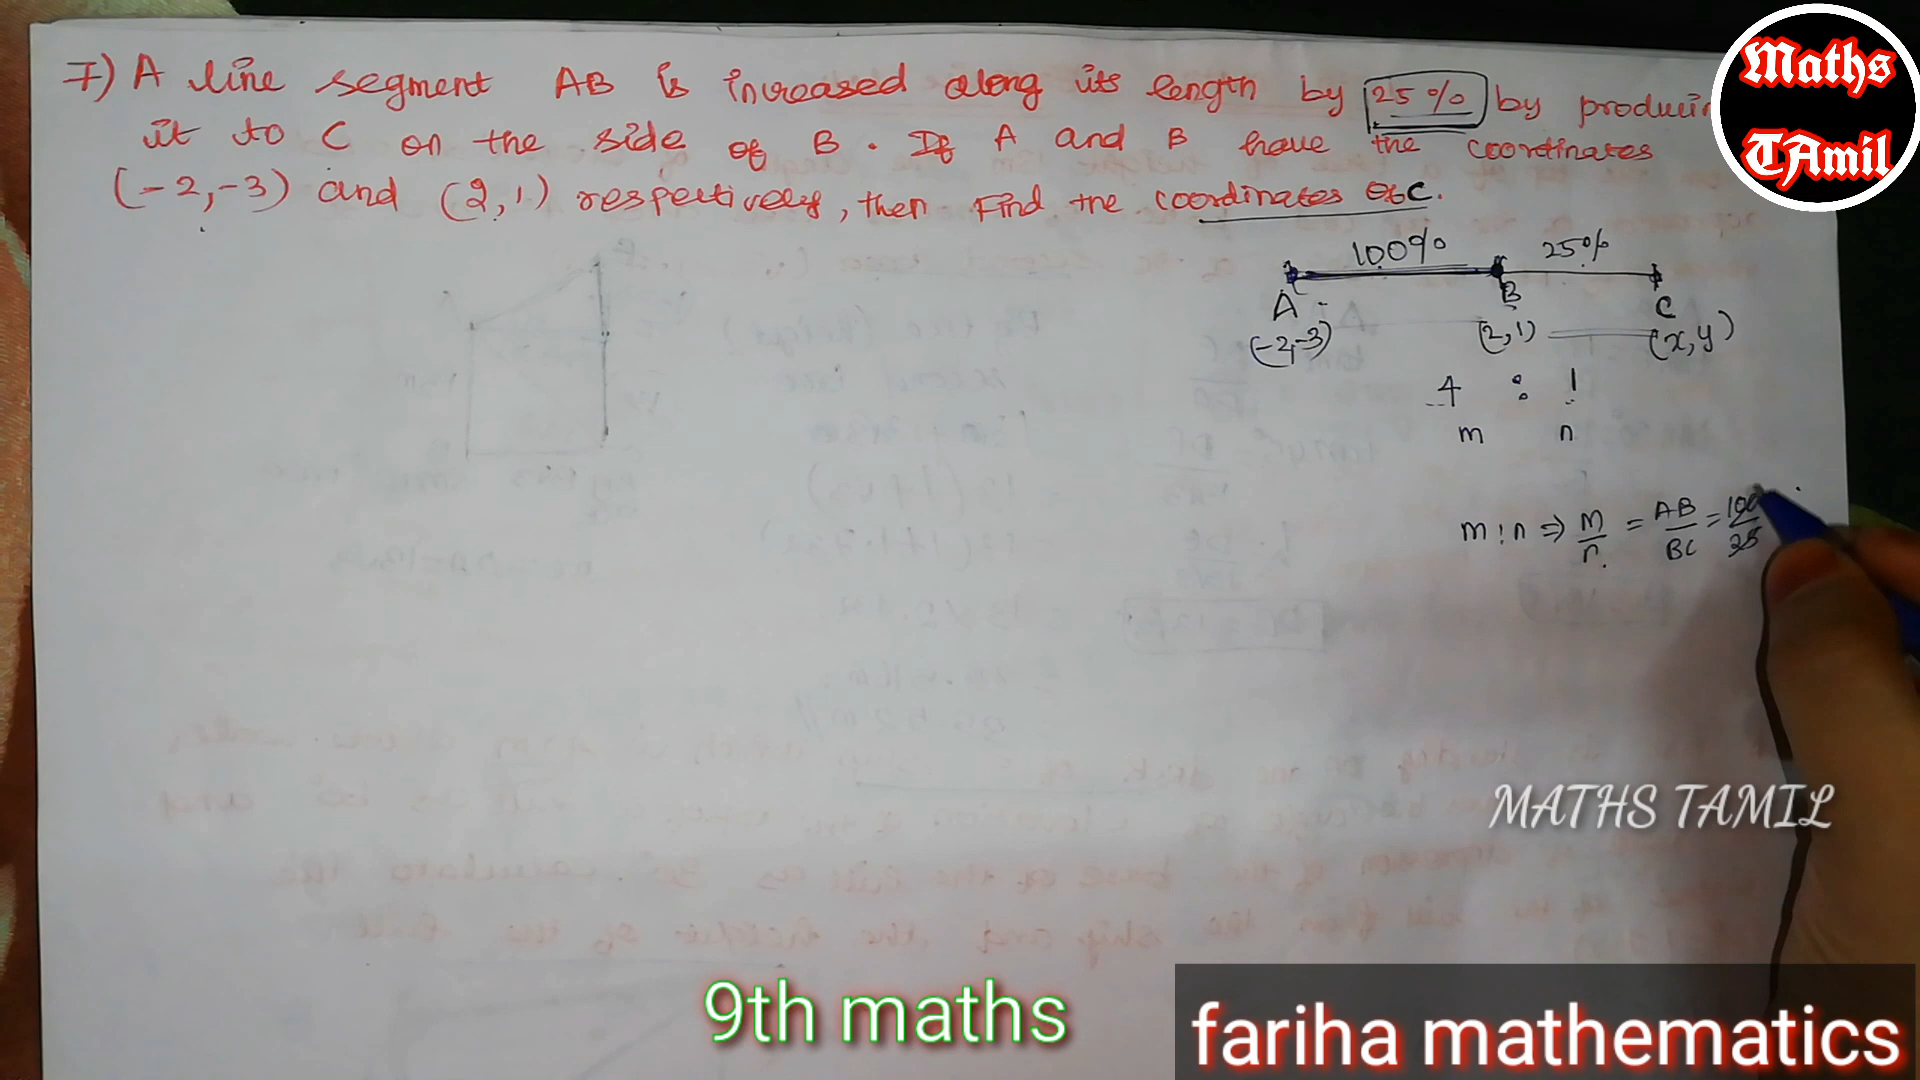 7) A line segment AB is increased along its length by 25% by producin
it to C on the side of B. If A and B have the coordinates
(-2,-3) and (2,1) respectively, then Find the coordinates of C.
100% 25%
A B C
(-2,-3) (2,1) (x,y)
4 : 1
m n
m:n ⇒ m/n = AB/BC = 100/25
Maths
TAmil
MATHS TAMIL
9th maths
fariha mathematics